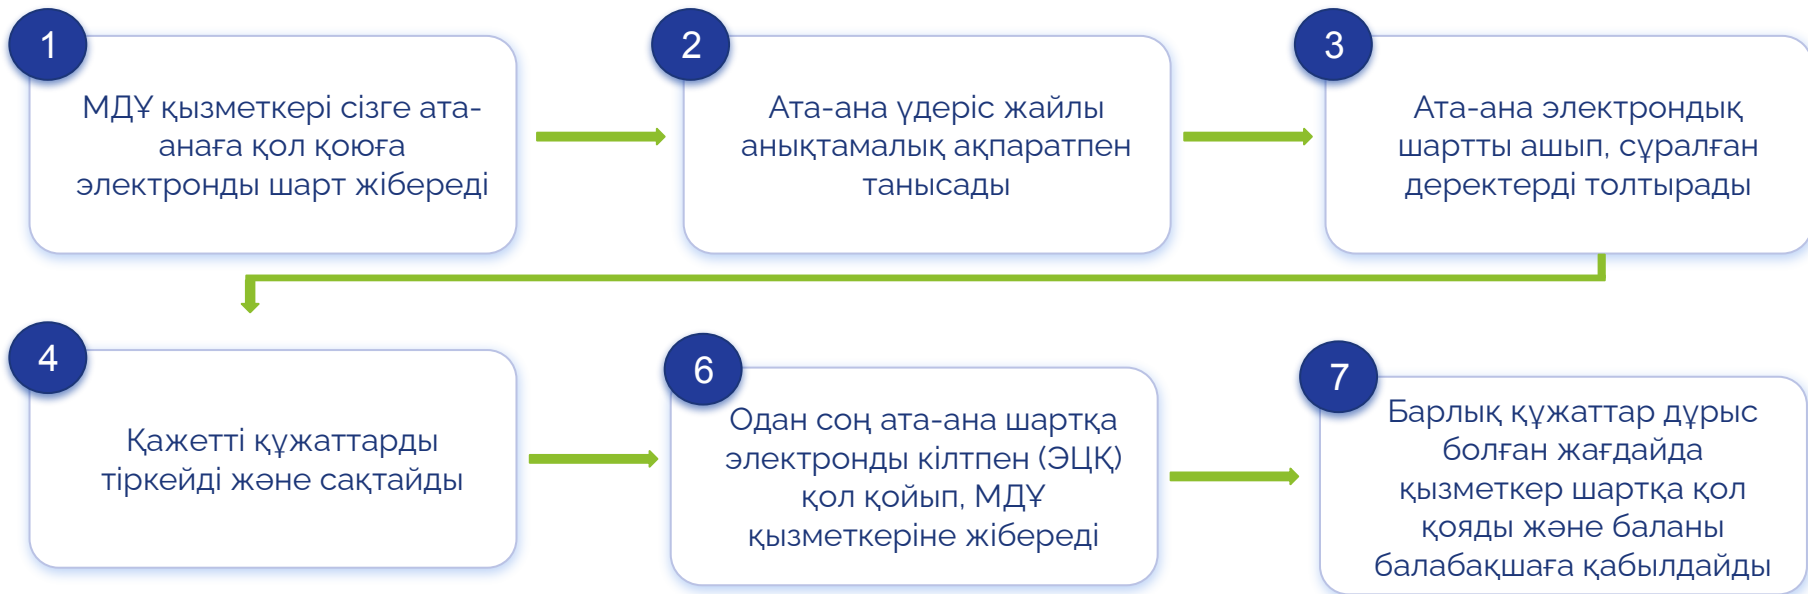 1
МДҰ қызметкері сізге ата-
анаға қол қоюға
электронды шарт жібереді
2
Ата-ана үдеріс жайлы
анықтамалық ақпаратпен
танысады
3
Ата-ана электрондық
шартты ашып, сұралған
деректерді толтырады
4
Қажетті құжаттарды
тіркейді және сақтайды
6
Одан соң ата-ана шартқа
электронды кілтпен (ЭЦҚ)
қол қойып, МДҰ
қызметкеріне жібереді
7
Барлық құжаттар дұрыс
болған жағдайда
қызметкер шартқа қол
қояды және баланы
балабақшаға қабылдайды